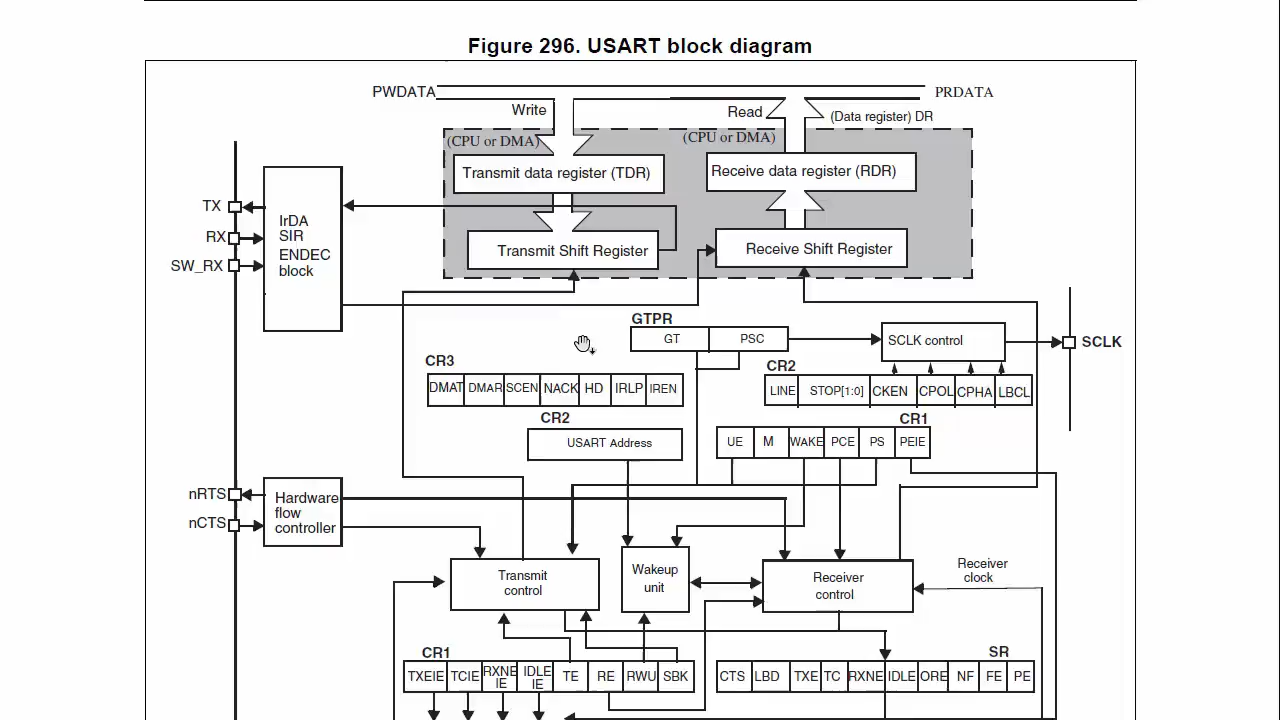 Figure 296. USART block diagram
PWDATA
PRDATA
Write
Read
(Data register) DR
(CPU or DMA)
(CPU or DMA)
Transmit data register (TDR)
Receive data register (RDR)
TX
RX
SW_RX
IrDA
SIR
ENDEC
block
Transmit Shift Register
Receive Shift Register
GTPR
GT PSC
SCLK control
SCLK
CR3
DMAT DMAR SCEN NACK HD IRLP IREN
CR2
LINE STOP[1:0] CKEN CPOL CPHA LBCL
CR2
USART Address
CR1
UE M WAKE PCE PS PEIE
nRTS
nCTS
Hardware
flow
controller
Transmit
control
Wakeup
unit
Receiver
control
Receiver
clock
CR1
TXEIE TCIE RXNE IE IDLE IE TE RE RWU SBK
SR
CTS LBD TXE TC RXNE IDLE ORE NF FE PE